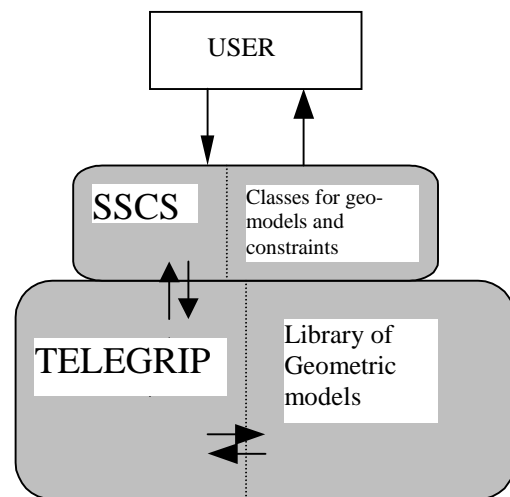 USER
SSCS
Classes for geo-
models and
constraints
TELEGRIP
Library of
Geometric
models